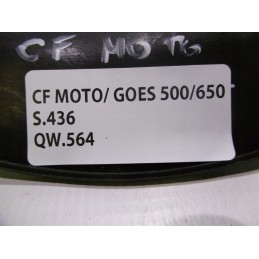 CF MOTO
CF MOTO/ GOES 500/650
S.436
QW.564